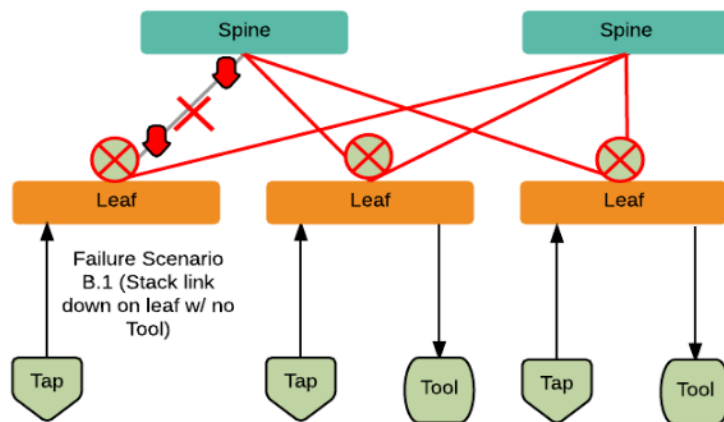 Spine
Spine
Leaf
Leaf
Leaf
Failure Scenario
B.1 (Stack link
down on leaf w/ no
Tool)
Tap
Tap
Tool
Tap
Tool